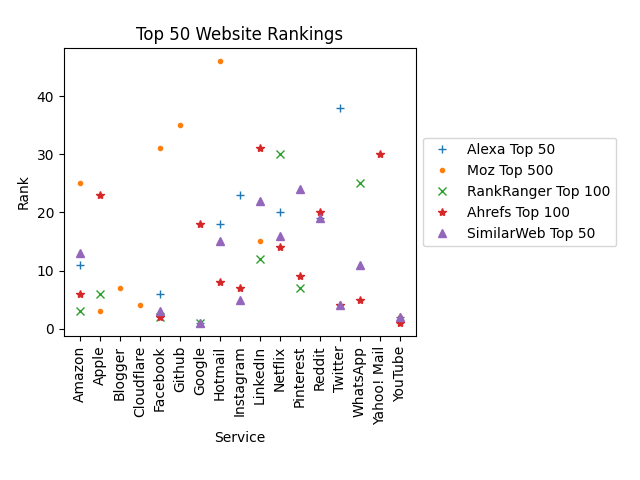 Top 50 Website Rankings
Rank
40
30
20
10
0
Alexa Top 50
Moz Top 500
RankRanger Top 100
Ahrefs Top 100
SimilarWeb Top 50
Amazon
Apple
Blogger
Cloudflare
Facebook
Github
Google
Hotmail
Instagram
LinkedIn
Netflix
Pinterest
Reddit
Twitter
WhatsApp
Yahoo! Mail
YouTube
Service